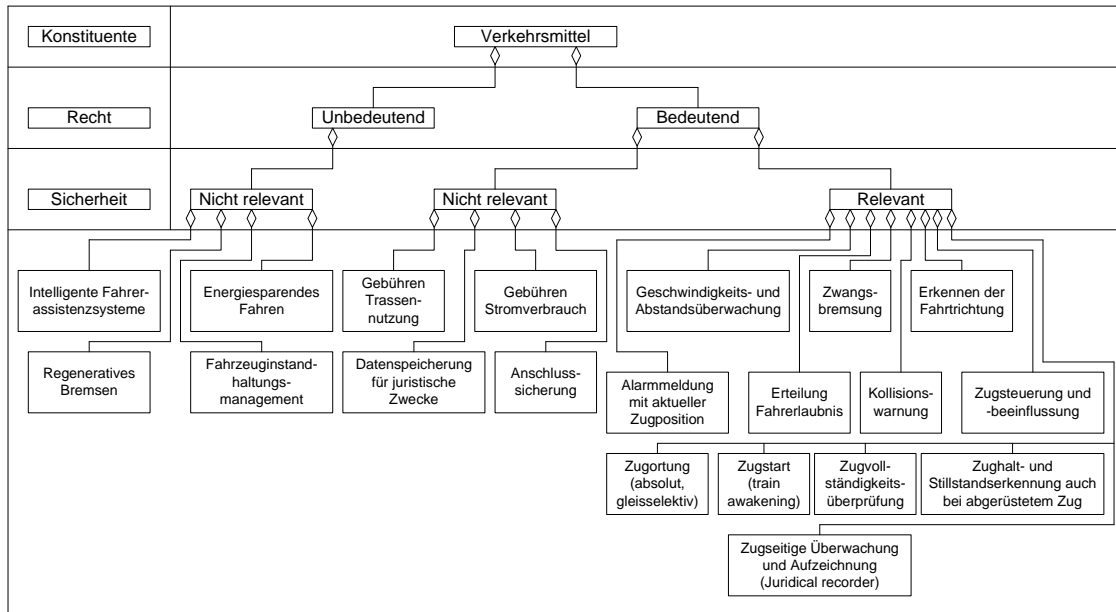 Konstituente
Verkehrsmittel
Recht
Unbedeutend
Bedeutend
Sicherheit
Nicht relevant
Nicht relevant
Relevant
Intelligente Fahrer-
assistenzsysteme
Energiesparendes
Fahren
Gebühren
Trassen-
nutzung
Gebühren
Stromverbrauch
Geschwindigkeits- und
Abstandsüberwachung
Zwangs-
bremsung
Erkennen der
Fahrtrichtung
Regeneratives
Bremsen
Fahrzeuginstand-
haltungs-
management
Datenspeicherung
für juristische
Zwecke
Anschluss-
sicherung
Alarmmeldung
mit aktueller
Zugposition
Erteilung
Fahrerlaubnis
Kollisions-
warnung
Zugsteuerung und
-beeinflussung
Zugortung
(absolut,
gleisselektiv)
Zugstart
(train
awakening)
Zugvoll-
ständigkeits-
überprüfung
Zughalt- und
Stillstandserkennung auch
bei abgerüstetem Zug
Zugseitige Überwachung
und Aufzeichnung
(Juridical recorder)